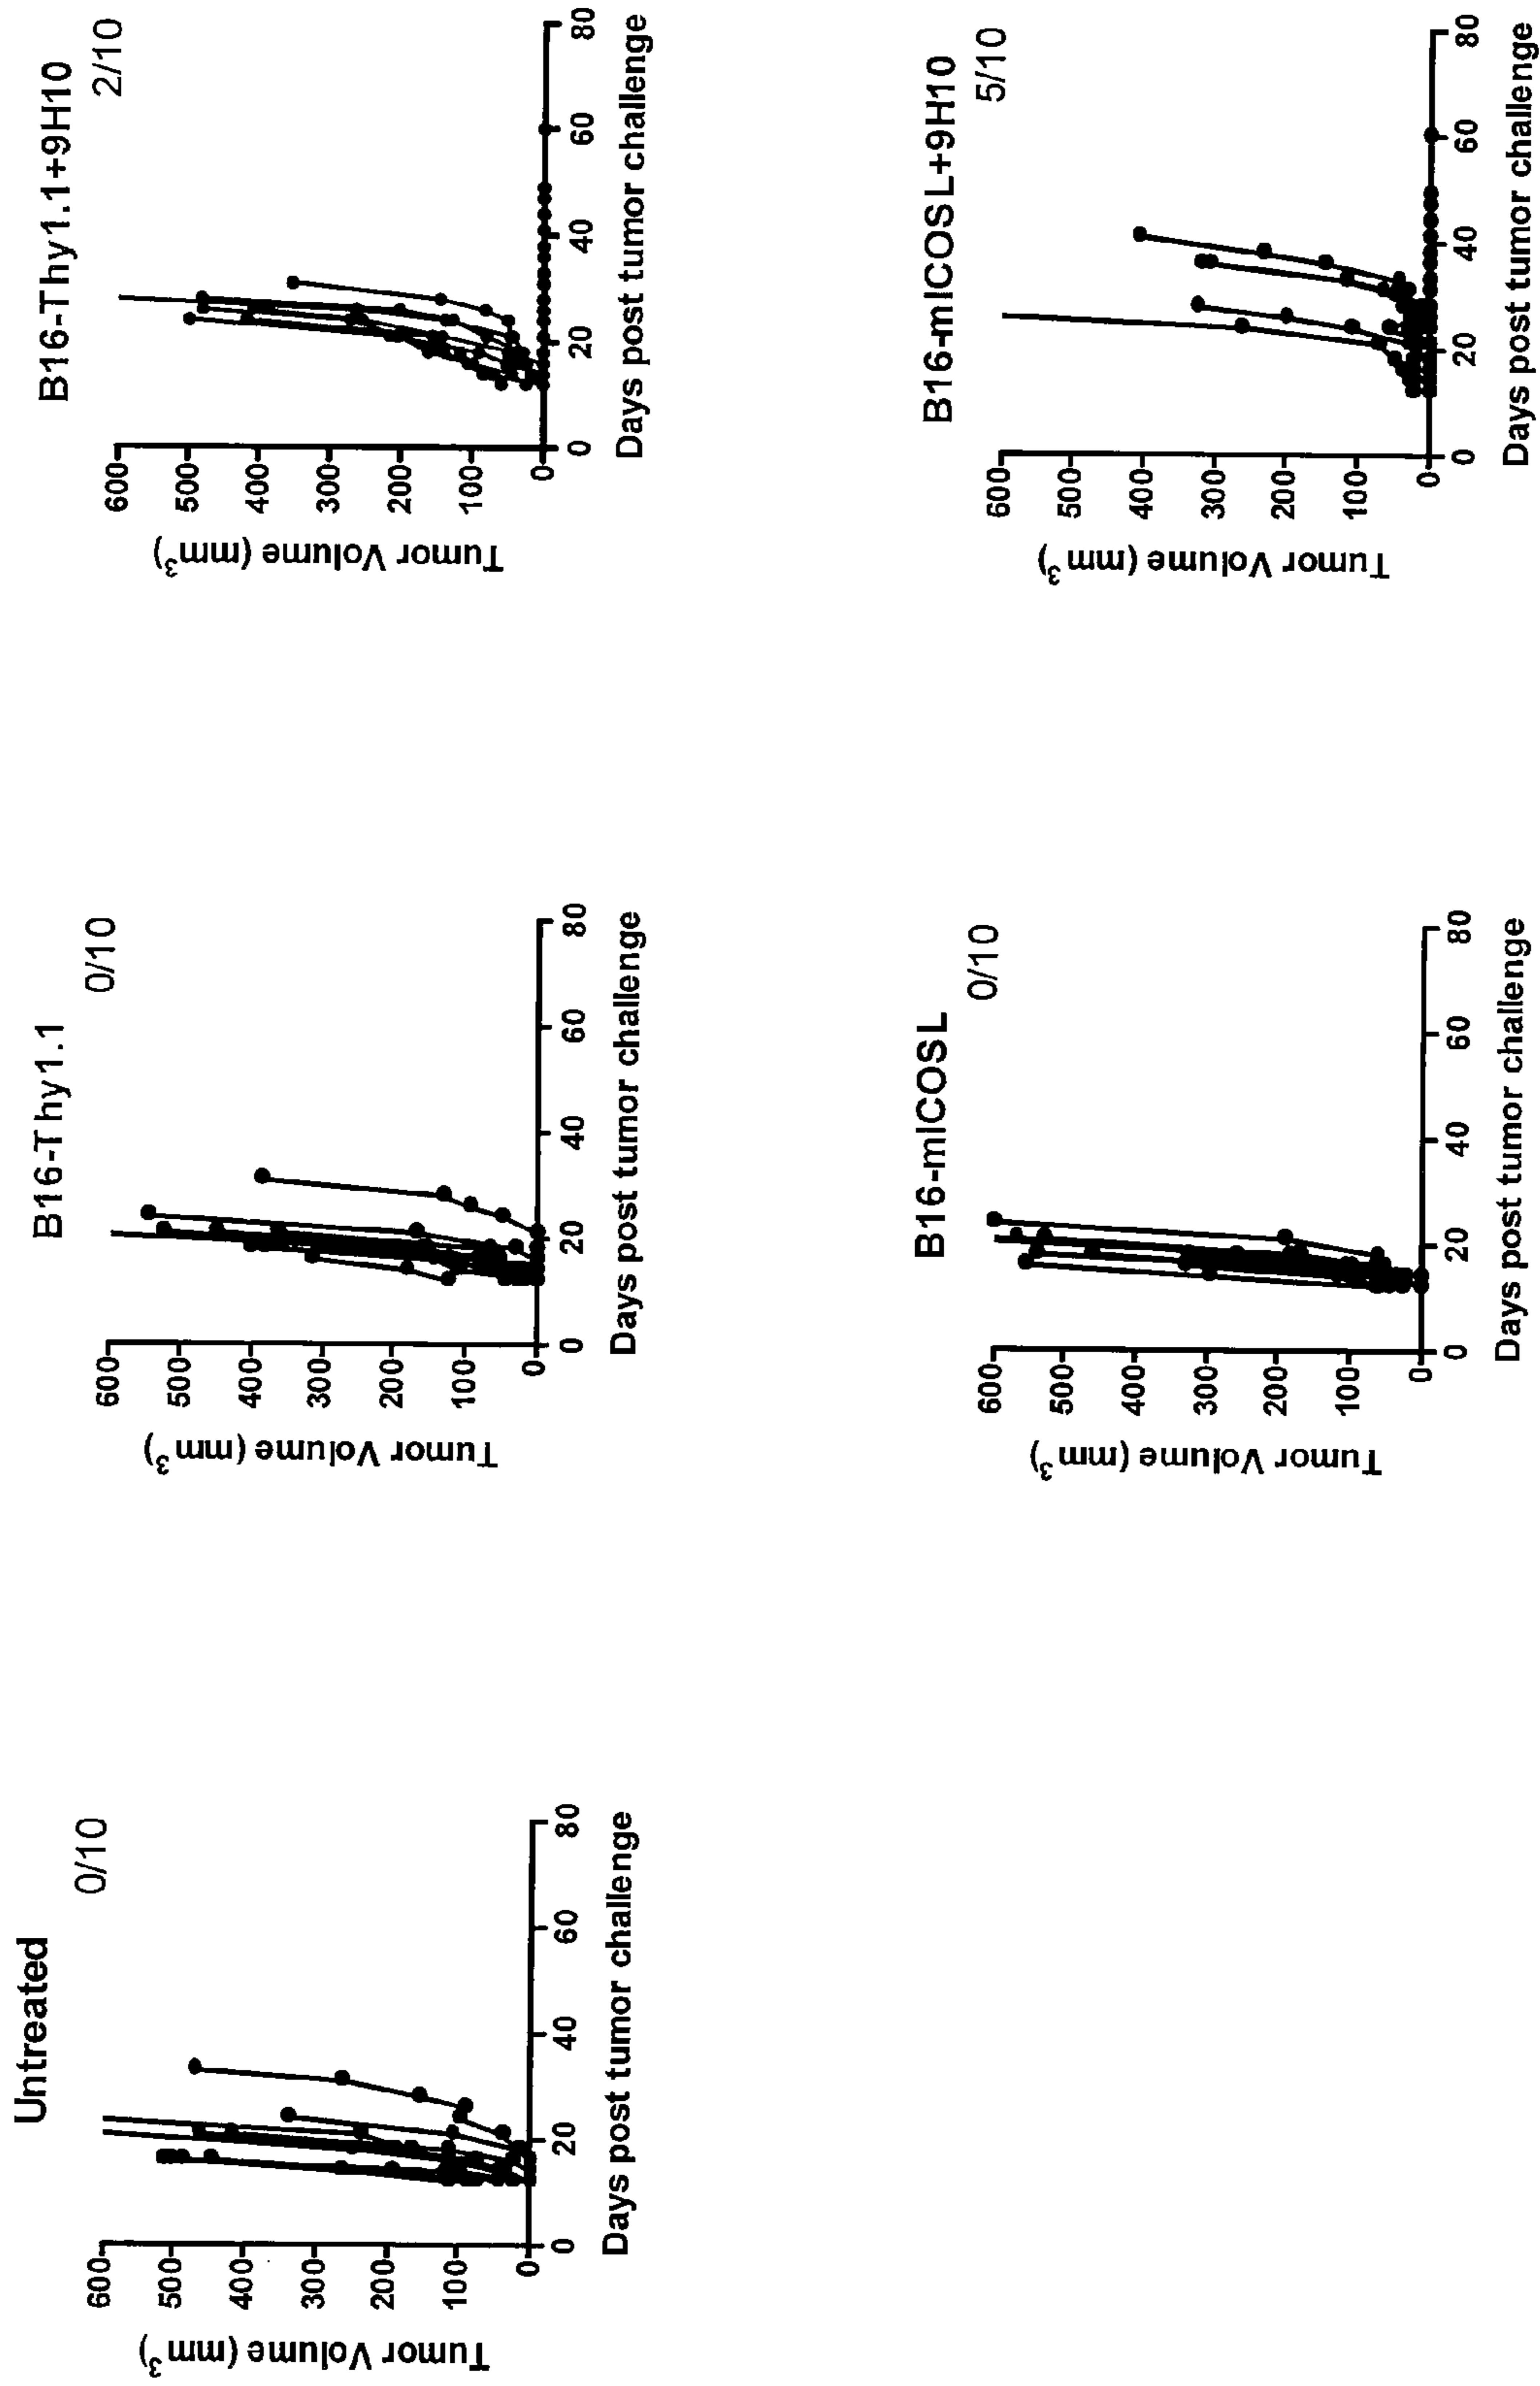 Untreated
0/10
Tumor Volume (mm³)
600
500
400
300
200
100
0
0 20 40 60 80
Days post tumor challenge
B16-Thy1.1
0/10
Tumor Volume (mm³)
600
500
400
300
200
100
0
0 20 40 60 80
Days post tumor challenge
B16-Thy1.1+9H10
2/10
Tumor Volume (mm³)
600
500
400
300
200
100
0
0 20 40 60 80
Days post tumor challenge
B16-mICOSL
0/10
Tumor Volume (mm³)
600
500
400
300
200
100
0
0 20 40 60 80
Days post tumor challenge
B16-mICOSL+9H10
5/10
Tumor Volume (mm³)
600
500
400
300
200
100
0
0 20 40 60 80
Days post tumor challenge